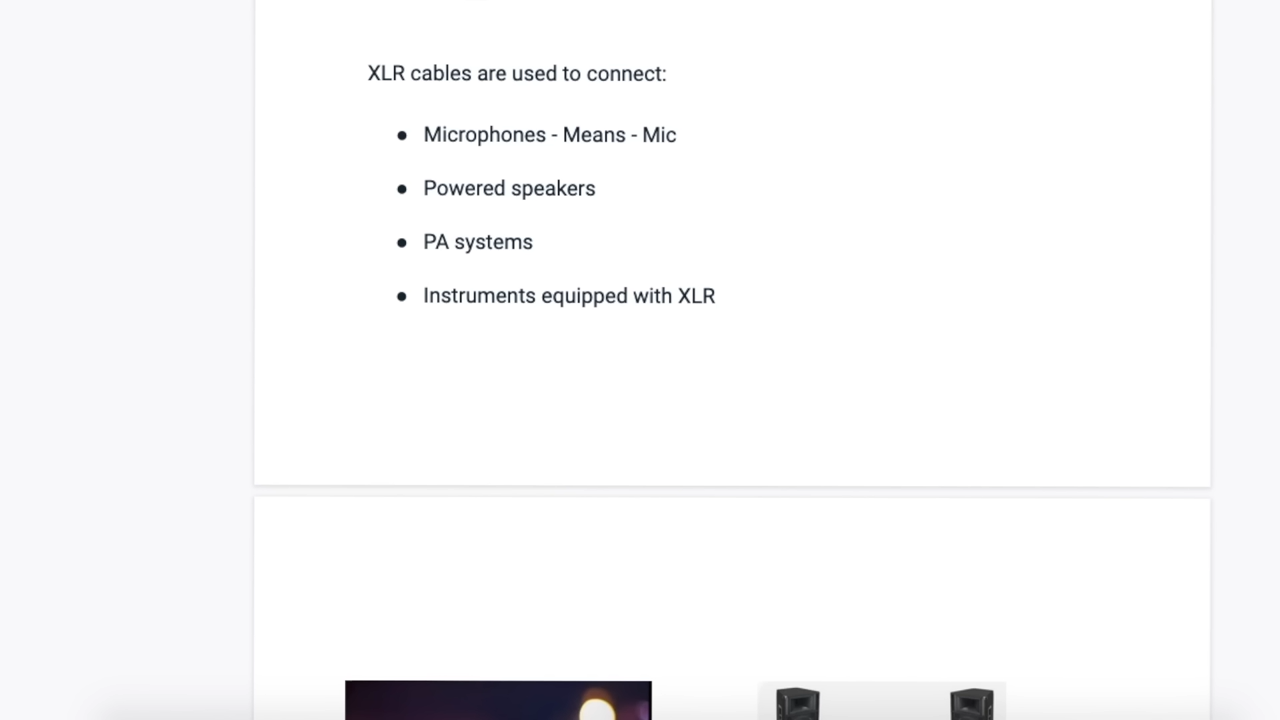 XLR cables are used to connect:
● Microphones - Means - Mic
● Powered speakers
● PA systems
● Instruments equipped with XLR